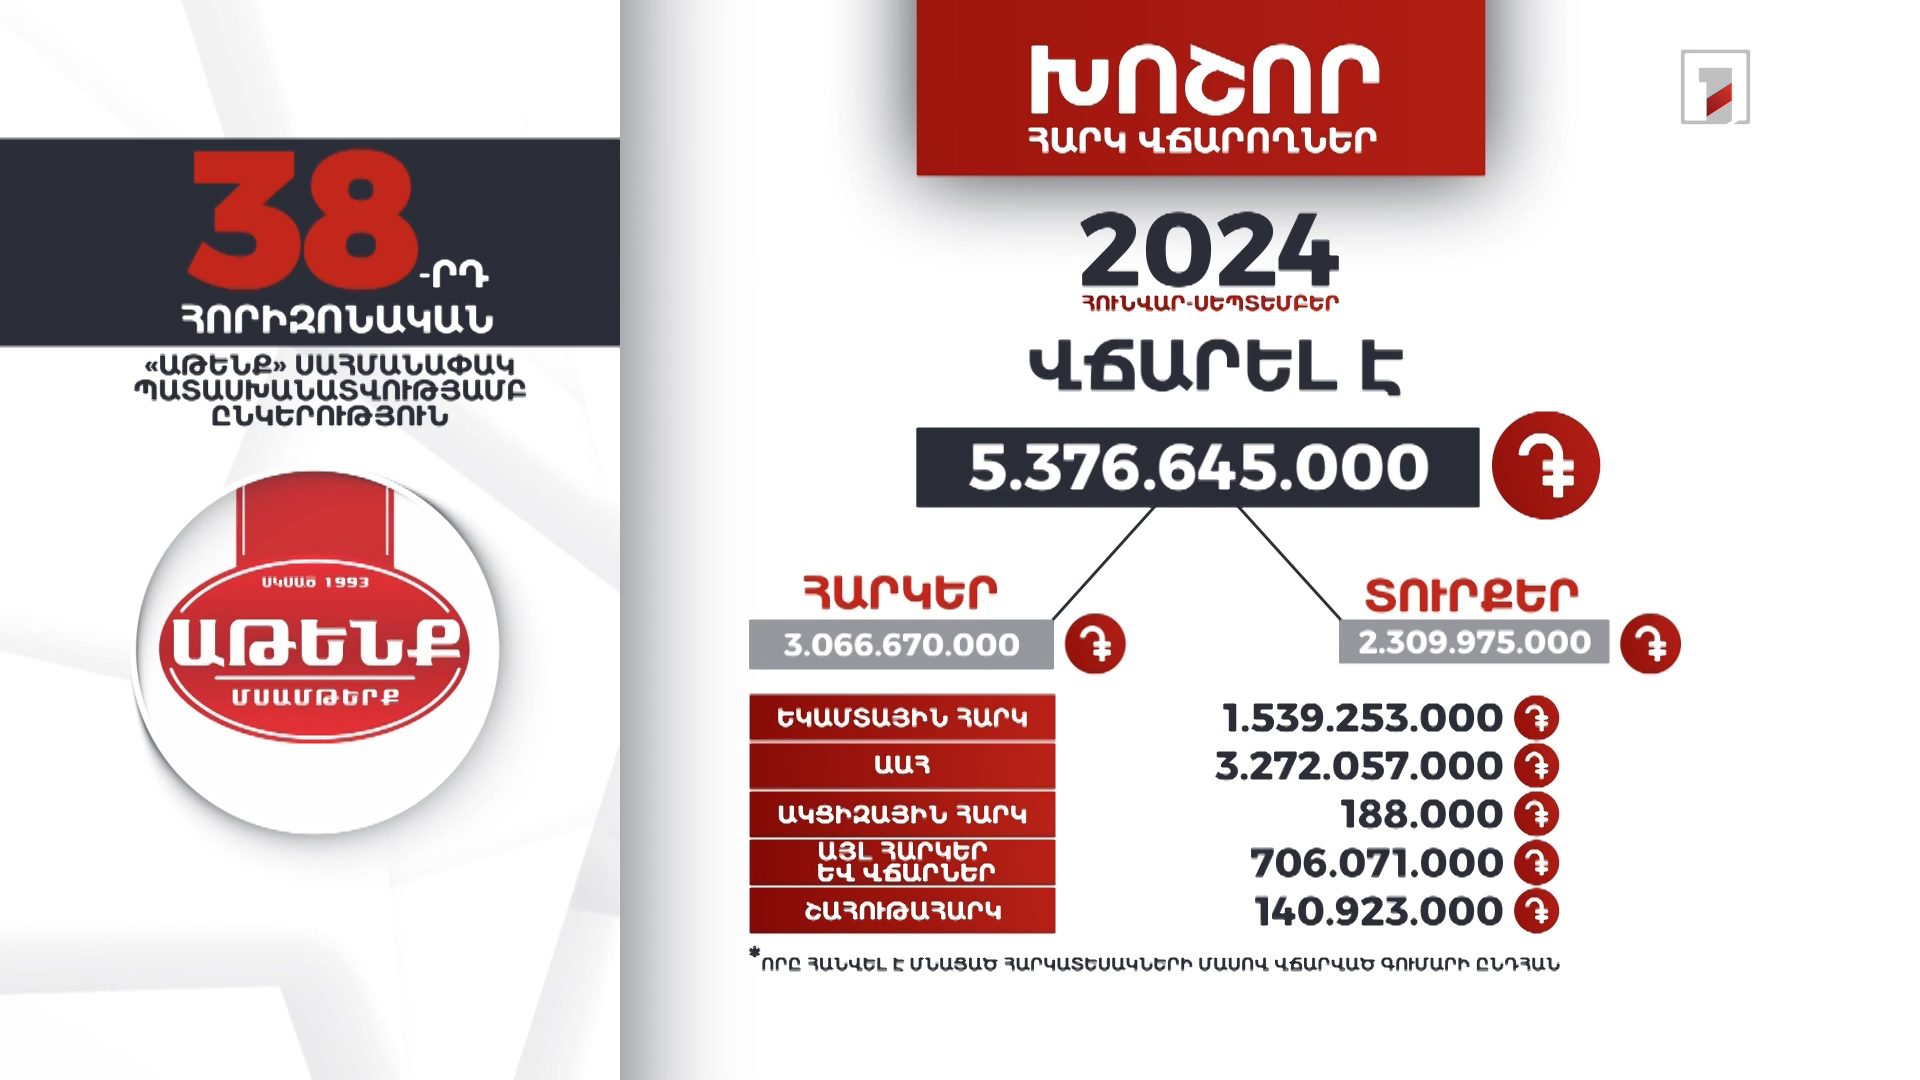 38-ՐԴ
ՀՈՐԻԶՈՆԱԿԱՆ
«ԱԹԵՆՔ» ՍԱՀՄԱՆԱՓԱԿ
ՊԱՏԱՍԽԱՆԱՏՎՈՒԹՅԱՄԲ
ԸՆԿԵՐՈՒԹՅՈՒՆ
ՍԿՍԱԾ 1993
ԱԹԵՆՔ
ՄՍԱՄԹԵՐՔ
ԽՈՇՈՐ
ՀԱՐԿ ՎՃԱՐՈՂՆԵՐ
1
2024
ՀՈՒՆՎԱՐ-ՍԵՊՏԵՄԲԵՐ
ՎՃԱՐԵԼ Է
5.376.645.000 ֏
ՀԱՐԿԵՐ
3.066.670.000 ֏
ՏՈՒՐՔԵՐ
2.309.975.000 ֏
ԵԿԱՄՏԱՅԻՆ ՀԱՐԿ 1.539.253.000 ֏
ԱԱՀ 3.272.057.000 ֏
ԱԿՑԻԶԱՅԻՆ ՀԱՐԿ 188.000 ֏
ԱՅԼ ՀԱՐԿԵՐ
ԵՎ ՎՃԱՐՆԵՐ 706.071.000 ֏
ՇԱՀՈՒԹԱՀԱՐԿ 140.923.000 ֏
*ՈՐԸ ՀԱՆՎԵԼ Է ՄՆԱՑԱԾ ՀԱՐԿԱՏԵՍԱԿՆԵՐԻ ՄԱՍՈՎ ՎՃԱՐՎԱԾ ԳՈՒՄԱՐԻ ԸՆԴՀԱՆ